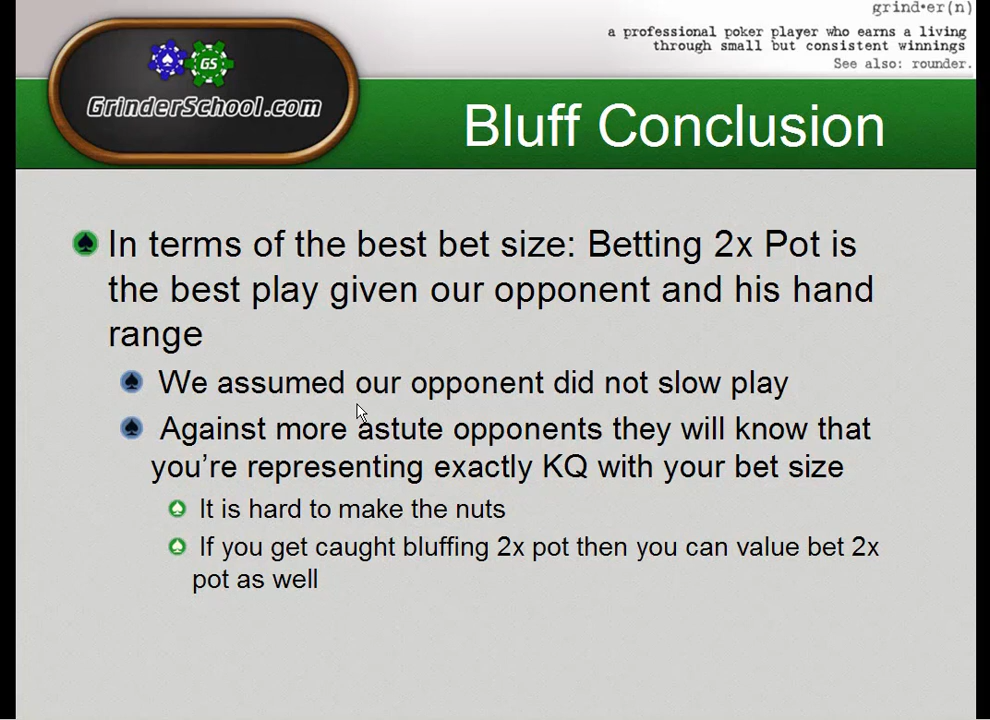 grind•er(n)
a professional poker player who earns a living
through small but consistent winnings
See also: rounder.
GS
GrinderSchool.com
Bluff Conclusion
In terms of the best bet size: Betting 2x Pot is
the best play given our opponent and his hand
range
We assumed our opponent did not slow play
Against more astute opponents they will know that
you're representing exactly KQ with your bet size
It is hard to make the nuts
If you get caught bluffing 2x pot then you can value bet 2x
pot as well